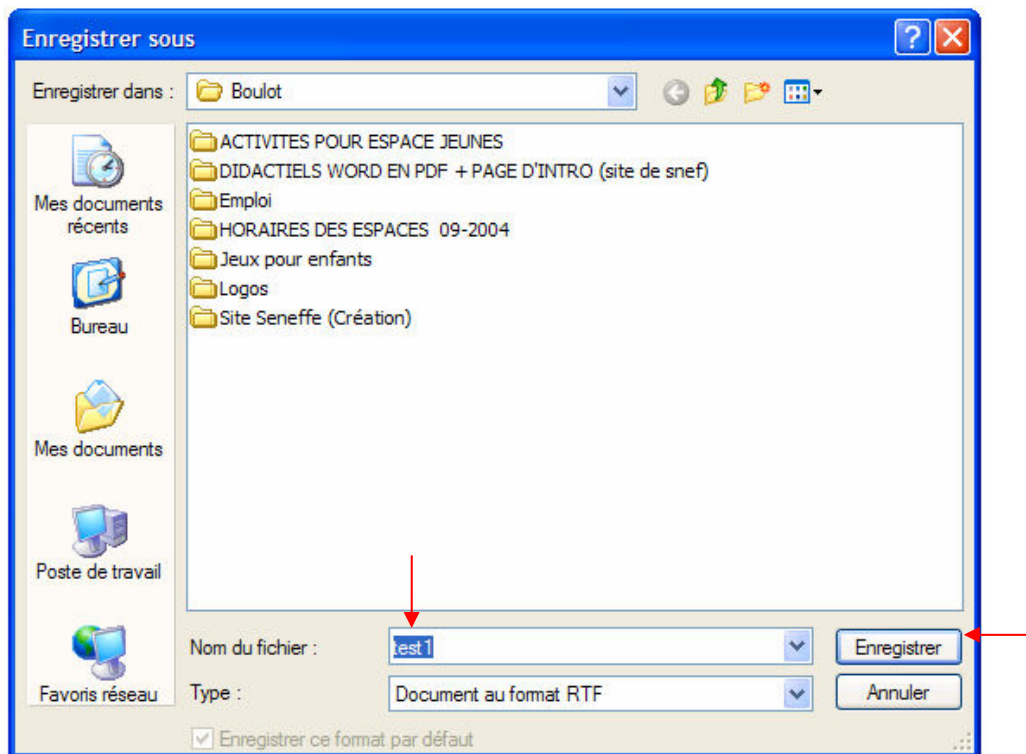 Enregistrer sous
Enregistrer dans :
Boulot
Mes documents
récents
Bureau
Mes documents
Poste de travail
Favoris réseau
ACTIVITES POUR ESPACE JEUNES
DIDACTIELS WORD EN PDF + PAGE D'INTRO (site de snef)
Emploi
HORAIRES DES ESPACES 09-2004
Jeux pour enfants
Logos
Site Seneffe (Création)
Nom du fichier :
test1
Enregistrer
Type :
Document au format RTF
Annuler
Enregistrer ce format par défaut